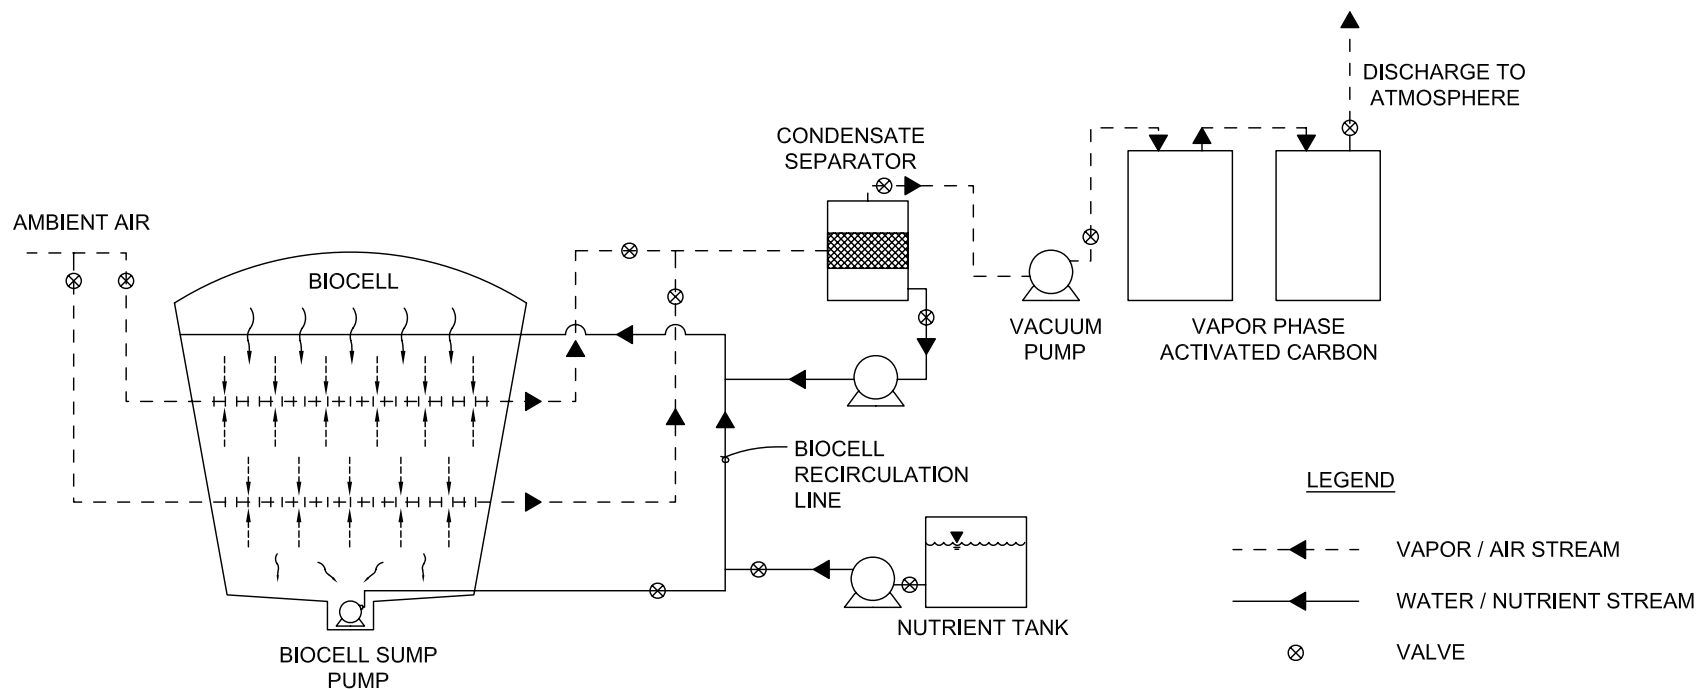 DISCHARGE TO
ATMOSPHERE
CONDENSATE
SEPARATOR
AMBIENT AIR
BIOCELL
VACUUM
PUMP
VAPOR PHASE
ACTIVATED CARBON
BIOCELL
RECIRCULATION
LINE
NUTRIENT TANK
BIOCELL SUMP
PUMP
LEGEND
VAPOR / AIR STREAM
WATER / NUTRIENT STREAM
VALVE